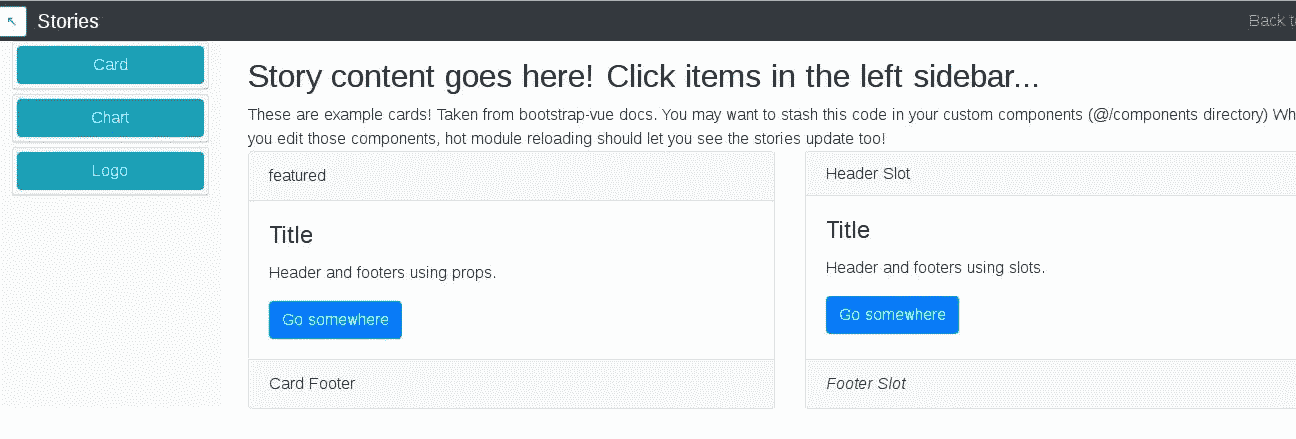 Stories
Back
Card
Chart
Logo
Story content goes here! Click items in the left sidebar...
These are example cards! Taken from bootstrap-vue docs. You may want to stash this code in your custom components (@/components directory)
you edit those components, hot module reloading should let you see the stories update too!
featured
Title
Header and footers using props.
Go somewhere
Card Footer
Header Slot
Title
Header and footers using slots.
Go somewhere
Footer Slot